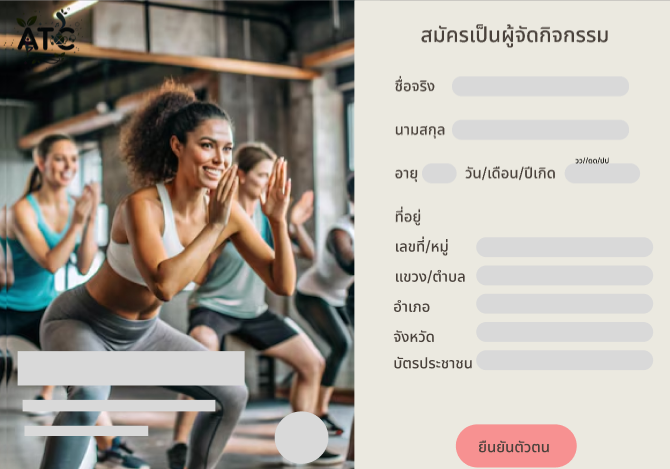 ATC
สมัครเป็นผู้จัดกิจกรรม
ชื่อจริง
นามสกุล
อายุ วัน/เดือน/ปีเกิด วว//ดด/ปป
ที่อยู่
เลขที่/หมู่
แขวง/ตำบล
อำเภอ
จังหวัด
บัตรประชาชน
ยืนยันตัวตน